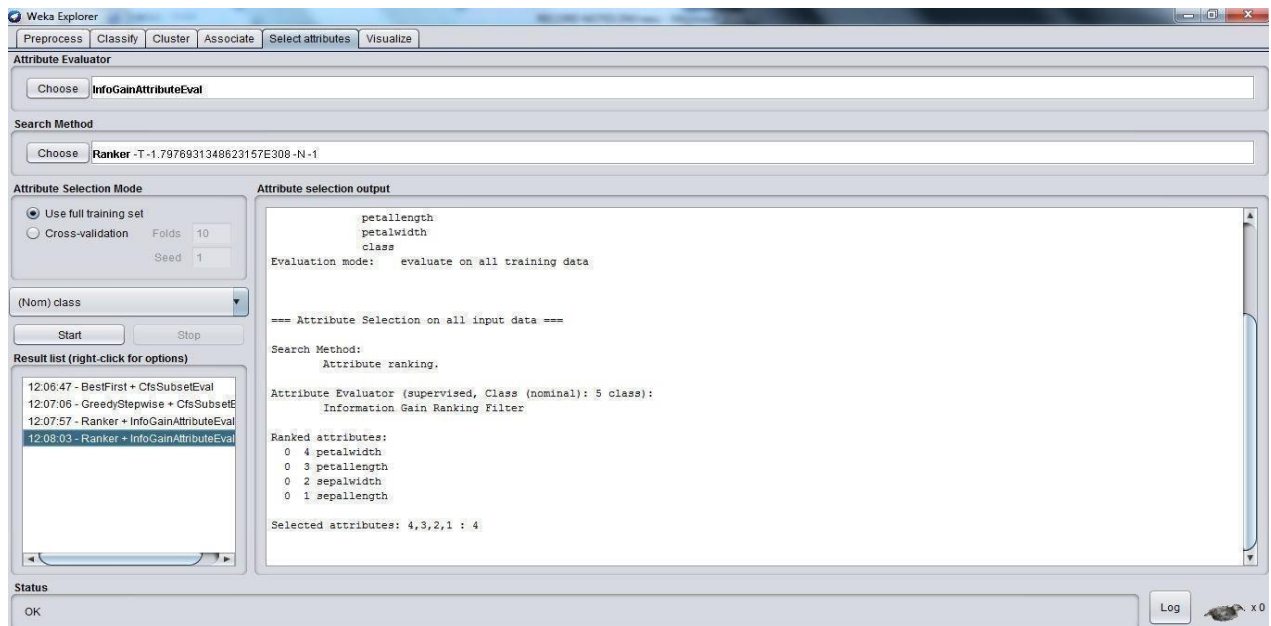 Weka Explorer
Preprocess Classify Cluster Associate Select attributes Visualize
Attribute Evaluator
Choose InfoGainAttributeEval
Search Method
Choose Ranker -T -1.7976931348623157E308 -N -1
Attribute Selection Mode
Use full training set
Cross-validation Folds 10
Seed 1
(Nom) class
Start Stop
Result list (right-click for options)
12:06:47 - BestFirst + CfsSubsetEval
12:07:06 - GreedyStepwise + CfsSubsetE
12:07:57 - Ranker + InfoGainAttributeEval
12:08:03 - Ranker + InfoGainAttributeEval
Attribute selection output
petallength
petalwidth
class
Evaluation mode: evaluate on all training data
=== Attribute Selection on all input data ===
Search Method:
Attribute ranking.
Attribute Evaluator (supervised, Class (nominal): 5 class):
Information Gain Ranking Filter
Ranked attributes:
0 4 petalwidth
0 3 petallength
0 2 sepalwidth
0 1 sepallength
Selected attributes: 4,3,2,1 : 4
Status
OK
Log x 0